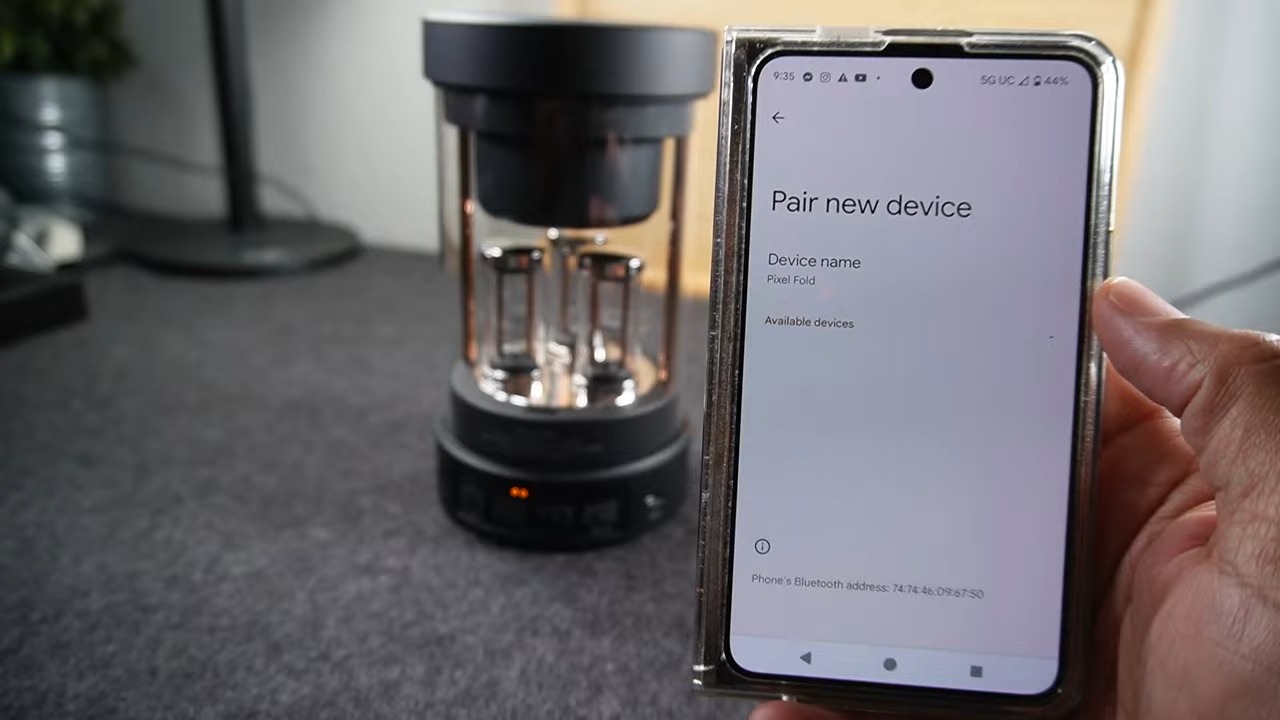 9:35
5G UC 44%
Pair new device
Device name
Pixel Fold
Available devices
Phone's Bluetooth address: 74:74:46:D9:67:50